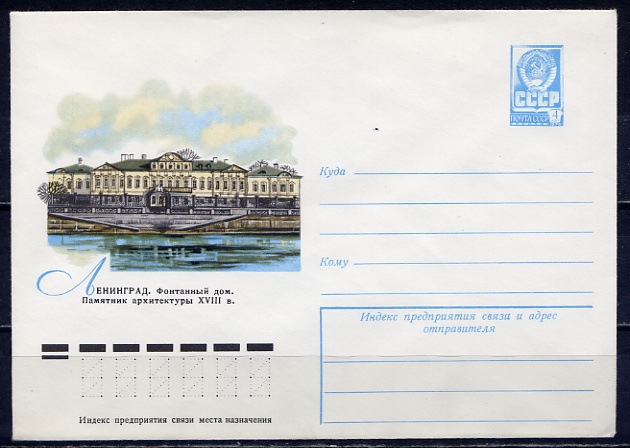 СССР
ПОЧТА СССР 4
Куда
Кому
ЛЕНИНГРАД. Фонтанный дом.
Памятник архитектуры XVIII в.
Индекс предприятия связи и адрес
отправителя
Индекс предприятия связи места назначения